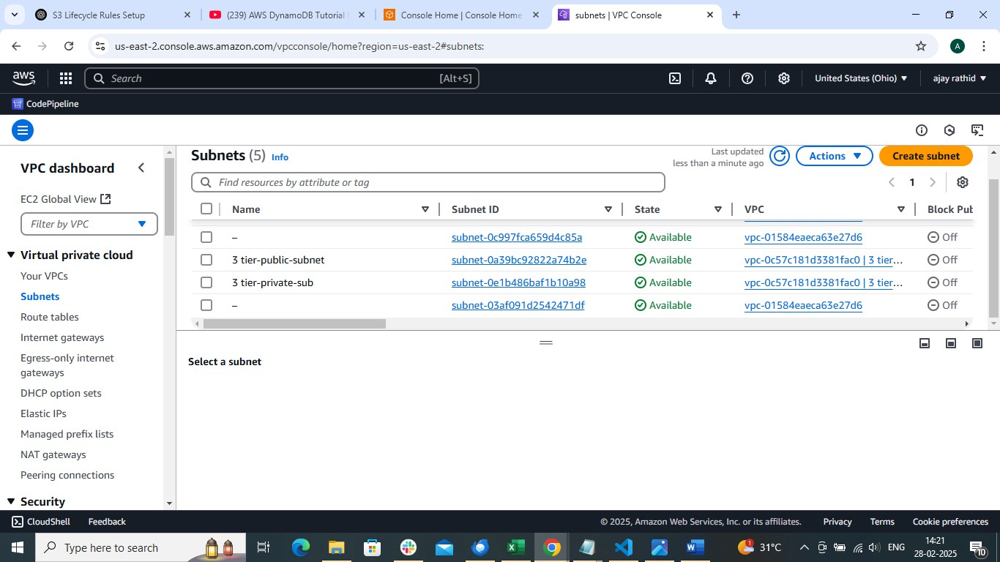 S3 Lifecycle Rules Setup
(239) AWS DynamoDB Tutorial
Console Home | Console Home
subnets | VPC Console
us-east-2.console.aws.amazon.com/vpcconsole/home?region=us-east-2#subnets:
A
aws
Search
[Alt+S]
United States (Ohio)
ajay rathid
CodePipeline
VPC dashboard
EC2 Global View
Filter by VPC
Virtual private cloud
Your VPCs
Subnets
Route tables
Internet gateways
Egress-only internet
gateways
DHCP option sets
Elastic IPs
Managed prefix lists
NAT gateways
Peering connections
Security
Subnets (5) Info
Last updated
less than a minute ago
Actions
Create subnet
Find resources by attribute or tag
1
Name Subnet ID State VPC Block Pub
– subnet-0c997fca659d4c85a Available vpc-01584eaeca63e27d6 Off
3 tier-public-subnet subnet-0a39bc92822a74b2e Available vpc-0c57c181d3381fac0 | 3 tier… Off
3 tier-private-sub subnet-0e1b486baf1b10a98 Available vpc-0c57c181d3381fac0 | 3 tier… Off
– subnet-03af091d2542471df Available vpc-01584eaeca63e27d6 Off
Select a subnet
CloudShell Feedback © 2025, Amazon Web Services, Inc. or its affiliates. Privacy Terms Cookie preferences
Type here to search
1
31°C
ENG
14:21
28-02-2025
10